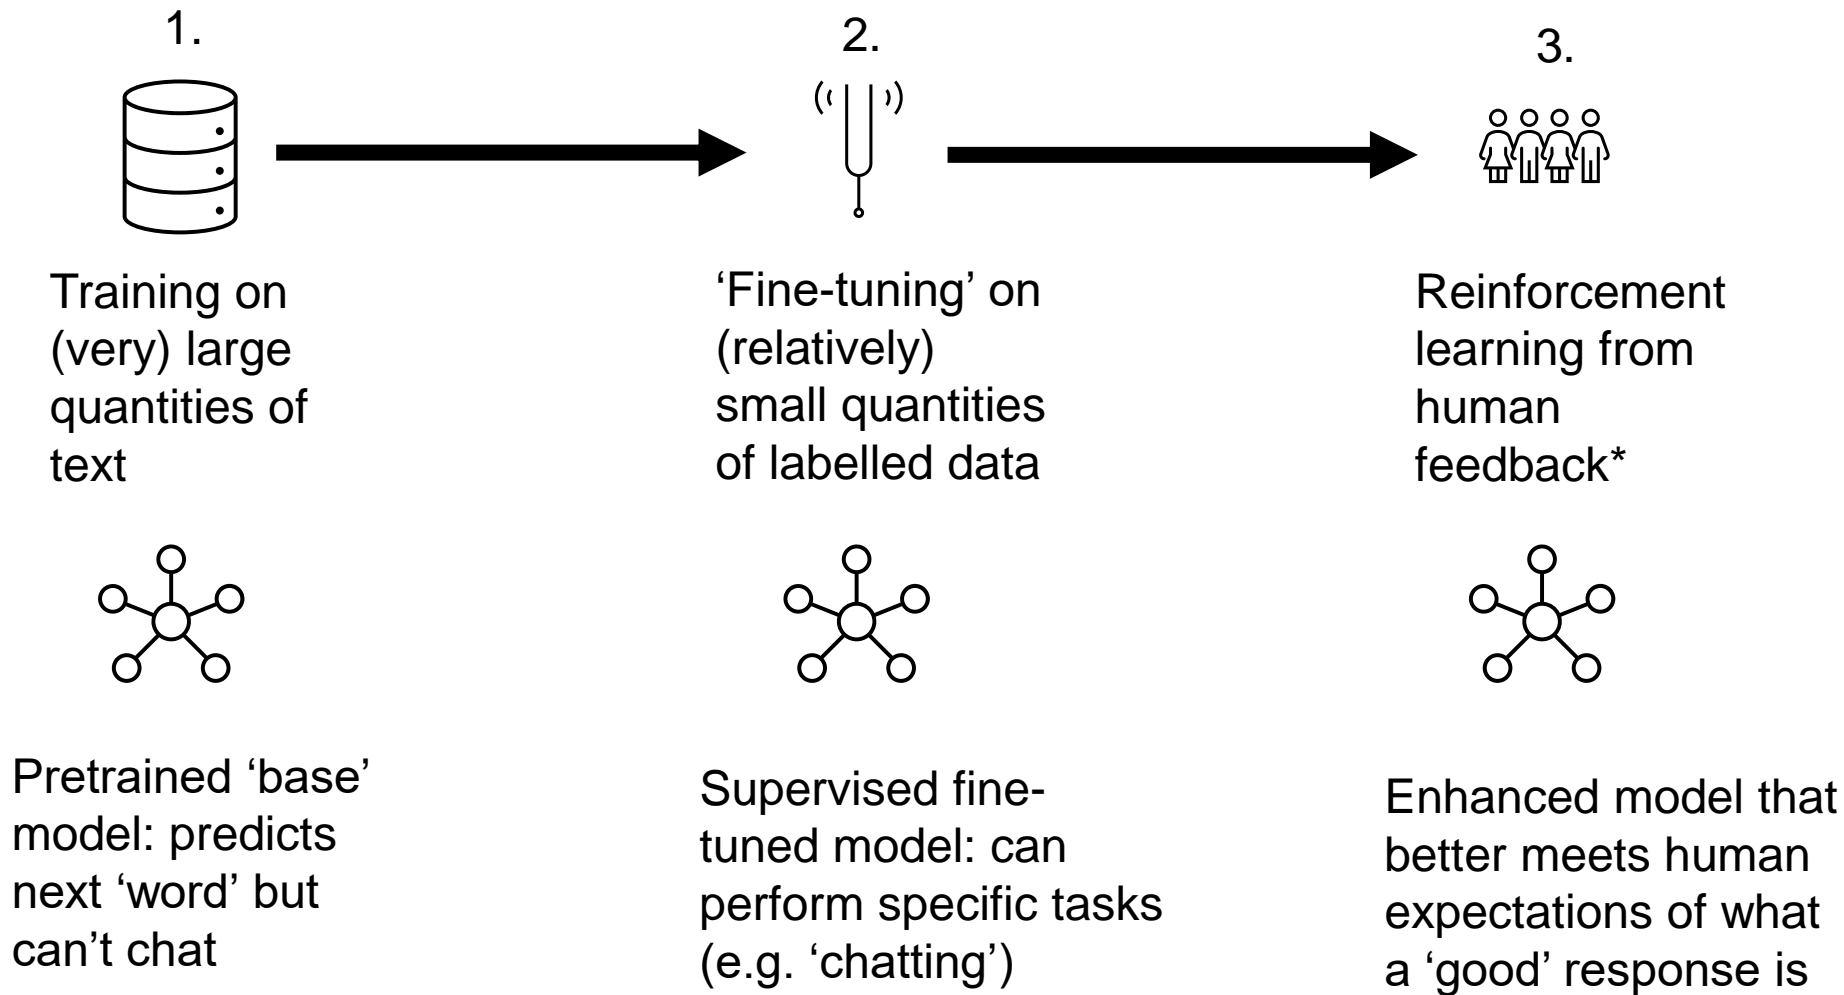 1.
Training on
(very) large
quantities of
text
Pretrained ‘base’
model: predicts
next ‘word’ but
can’t chat
2.
‘Fine-tuning’ on
(relatively)
small quantities
of labelled data
Supervised fine-
tuned model: can
perform specific tasks
(e.g. ‘chatting’)
3.
Reinforcement
learning from
human
feedback*
Enhanced model that
better meets human
expectations of what
a ‘good’ response is